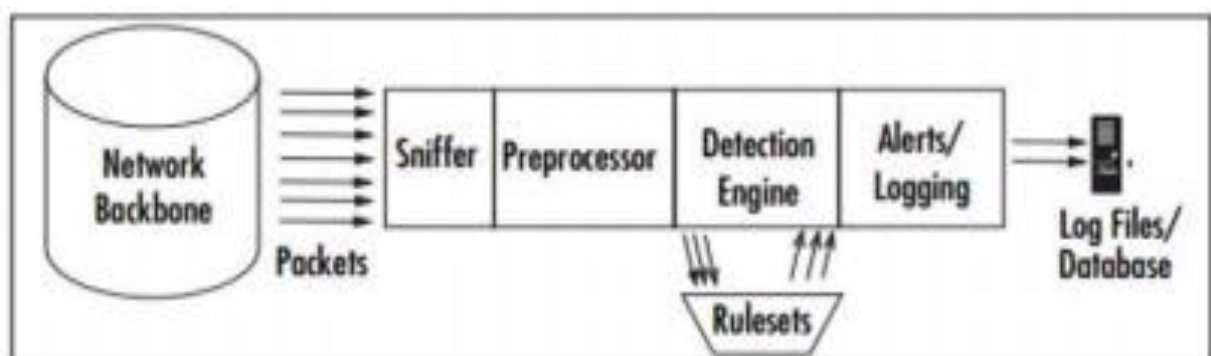 Network
Backbone
Packets
Sniffer
Preprocessor
Detection
Engine
Alerts/
Logging
Rulesets
Log Files/
Database